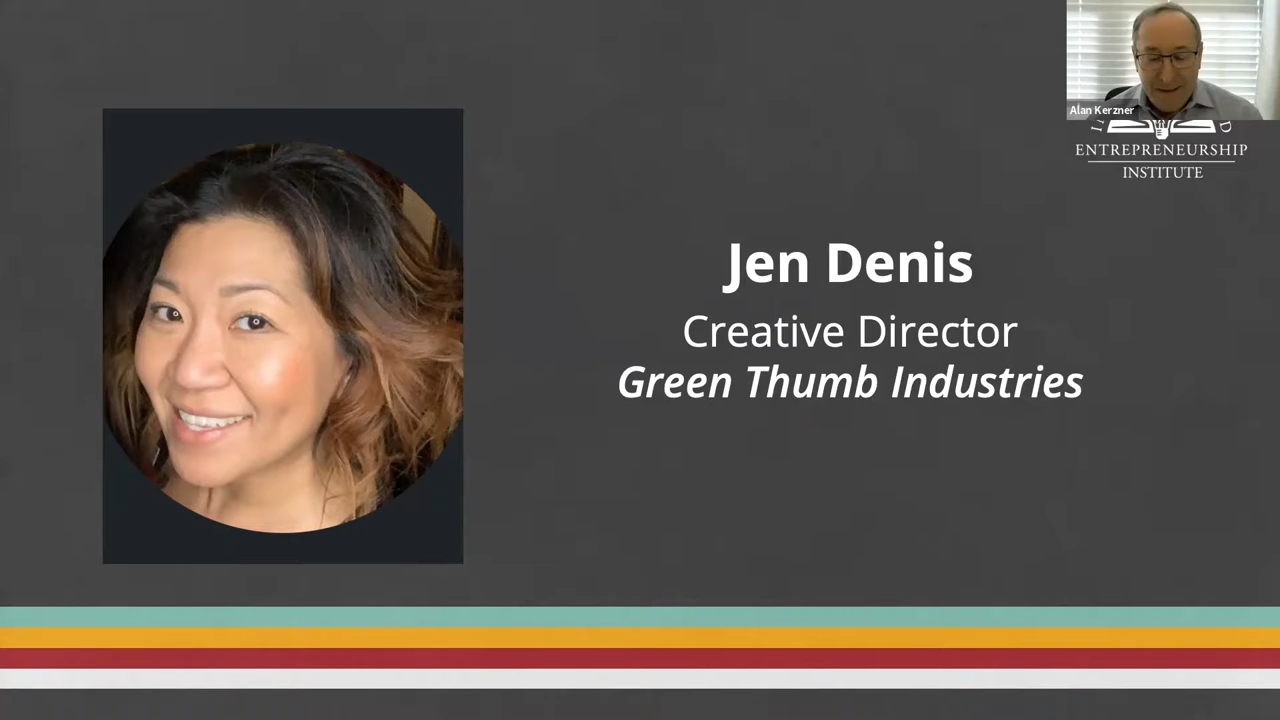 Alan Kerzner
ENTREPRENEURSHIP
INSTITUTE
Jen Denis
Creative Director
Green Thumb Industries